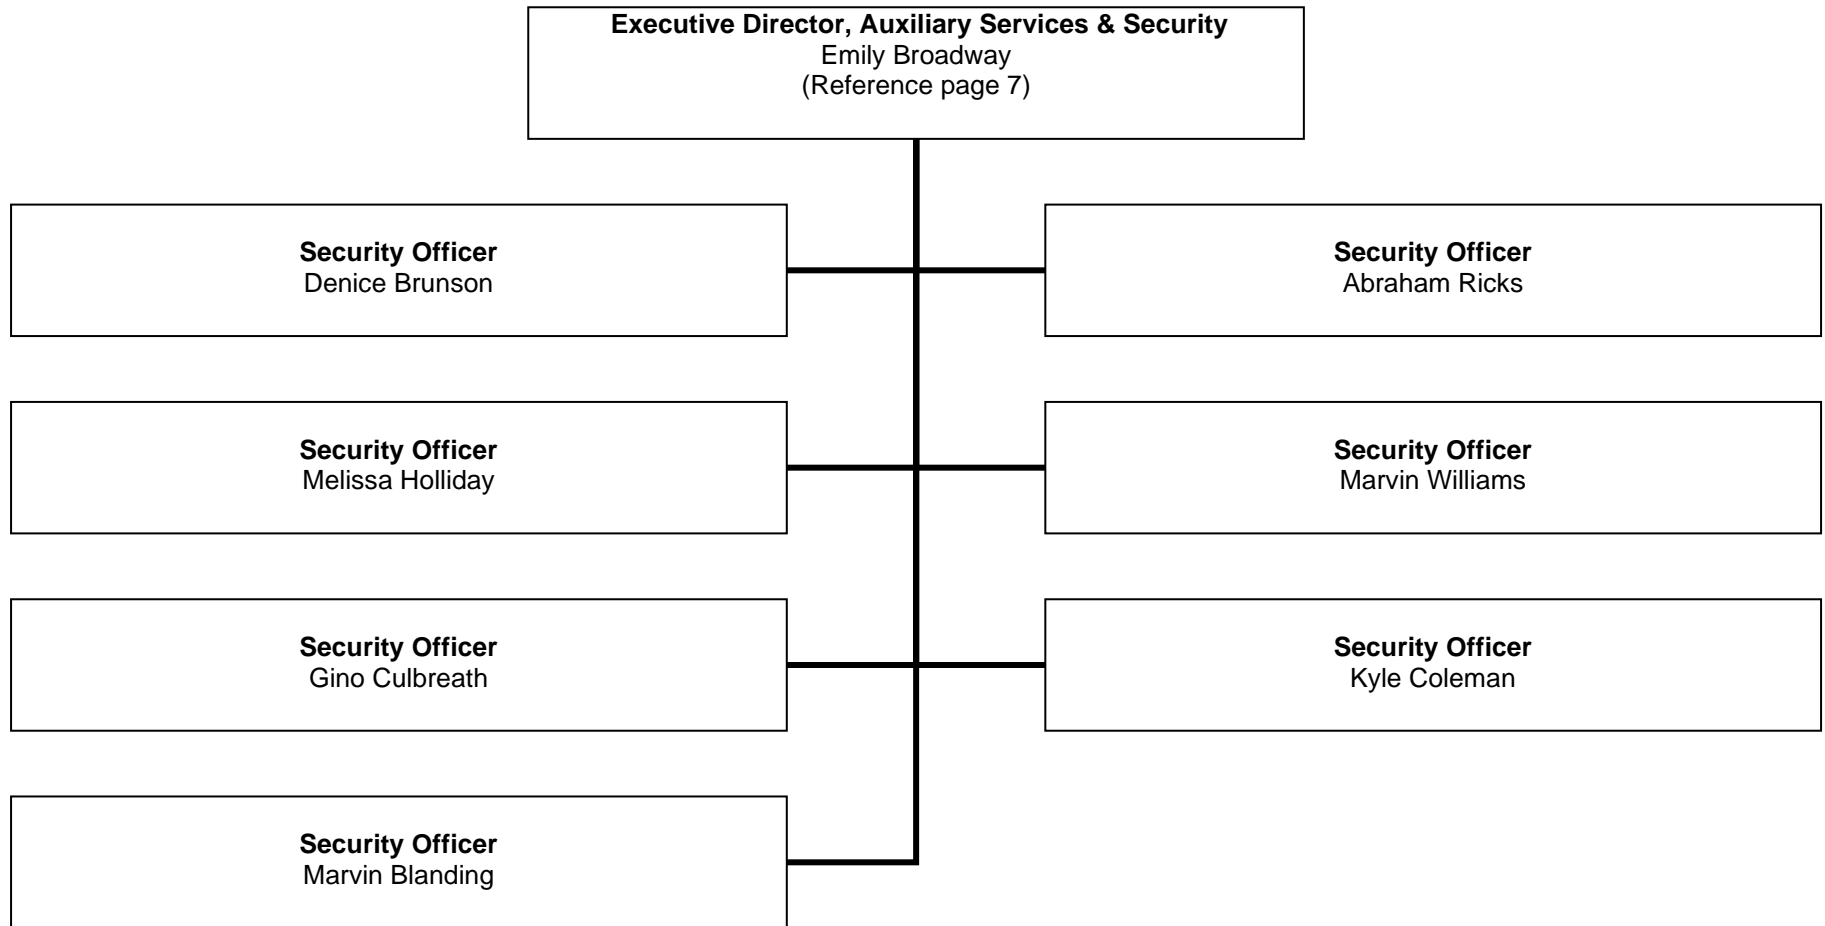 Executive Director, Auxiliary Services & Security
Emily Broadway
(Reference page 7)
Security Officer
Denice Brunson
Security Officer
Abraham Ricks
Security Officer
Melissa Holliday
Security Officer
Marvin Williams
Security Officer
Gino Culbreath
Security Officer
Kyle Coleman
Security Officer
Marvin Blanding